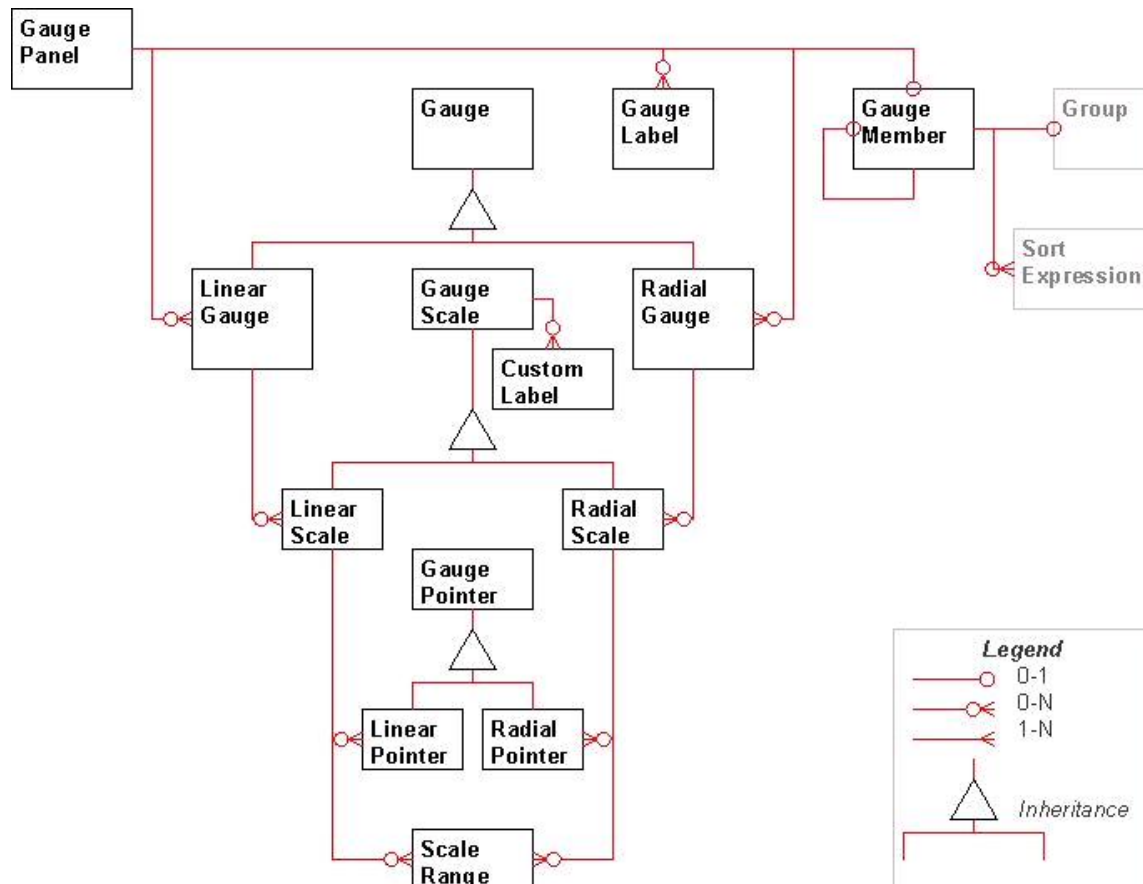 Gauge
Panel
Gauge
Gauge
Label
Gauge
Member
Group
Sort
Expression
Linear
Gauge
Gauge
Scale
Radial
Gauge
Custom
Label
Linear
Scale
Radial
Scale
Gauge
Pointer
Linear
Pointer
Radial
Pointer
Scale
Range
Legend
0-1
0-N
1-N
Inheritance